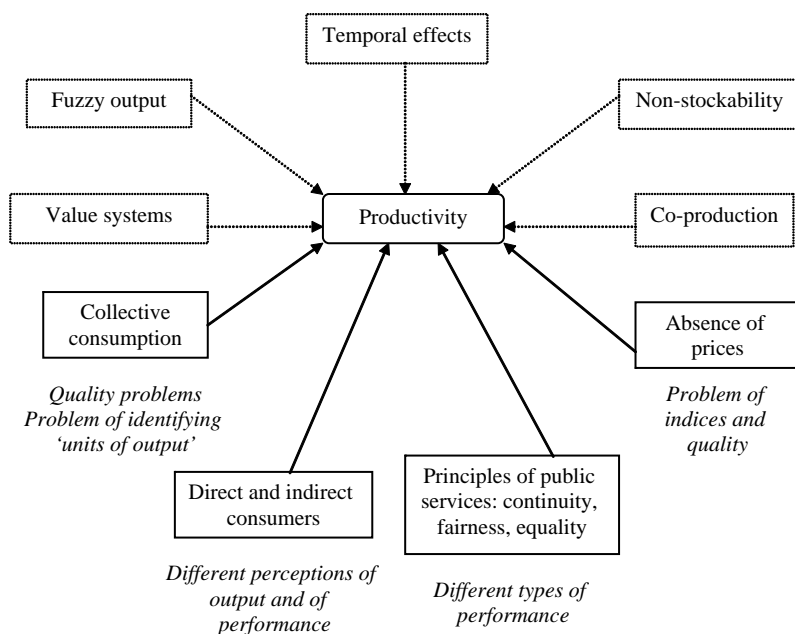 Temporal effects
Fuzzy output
Non-stockability
Value systems
Productivity
Co-production
Collective
consumption
Absence of
prices
Quality problems
Problem of identifying
‘units of output’
Problem of
indices and
quality
Direct and indirect
consumers
Principles of public
services: continuity,
fairness, equality
Different perceptions of
output and of
performance
Different types of
performance